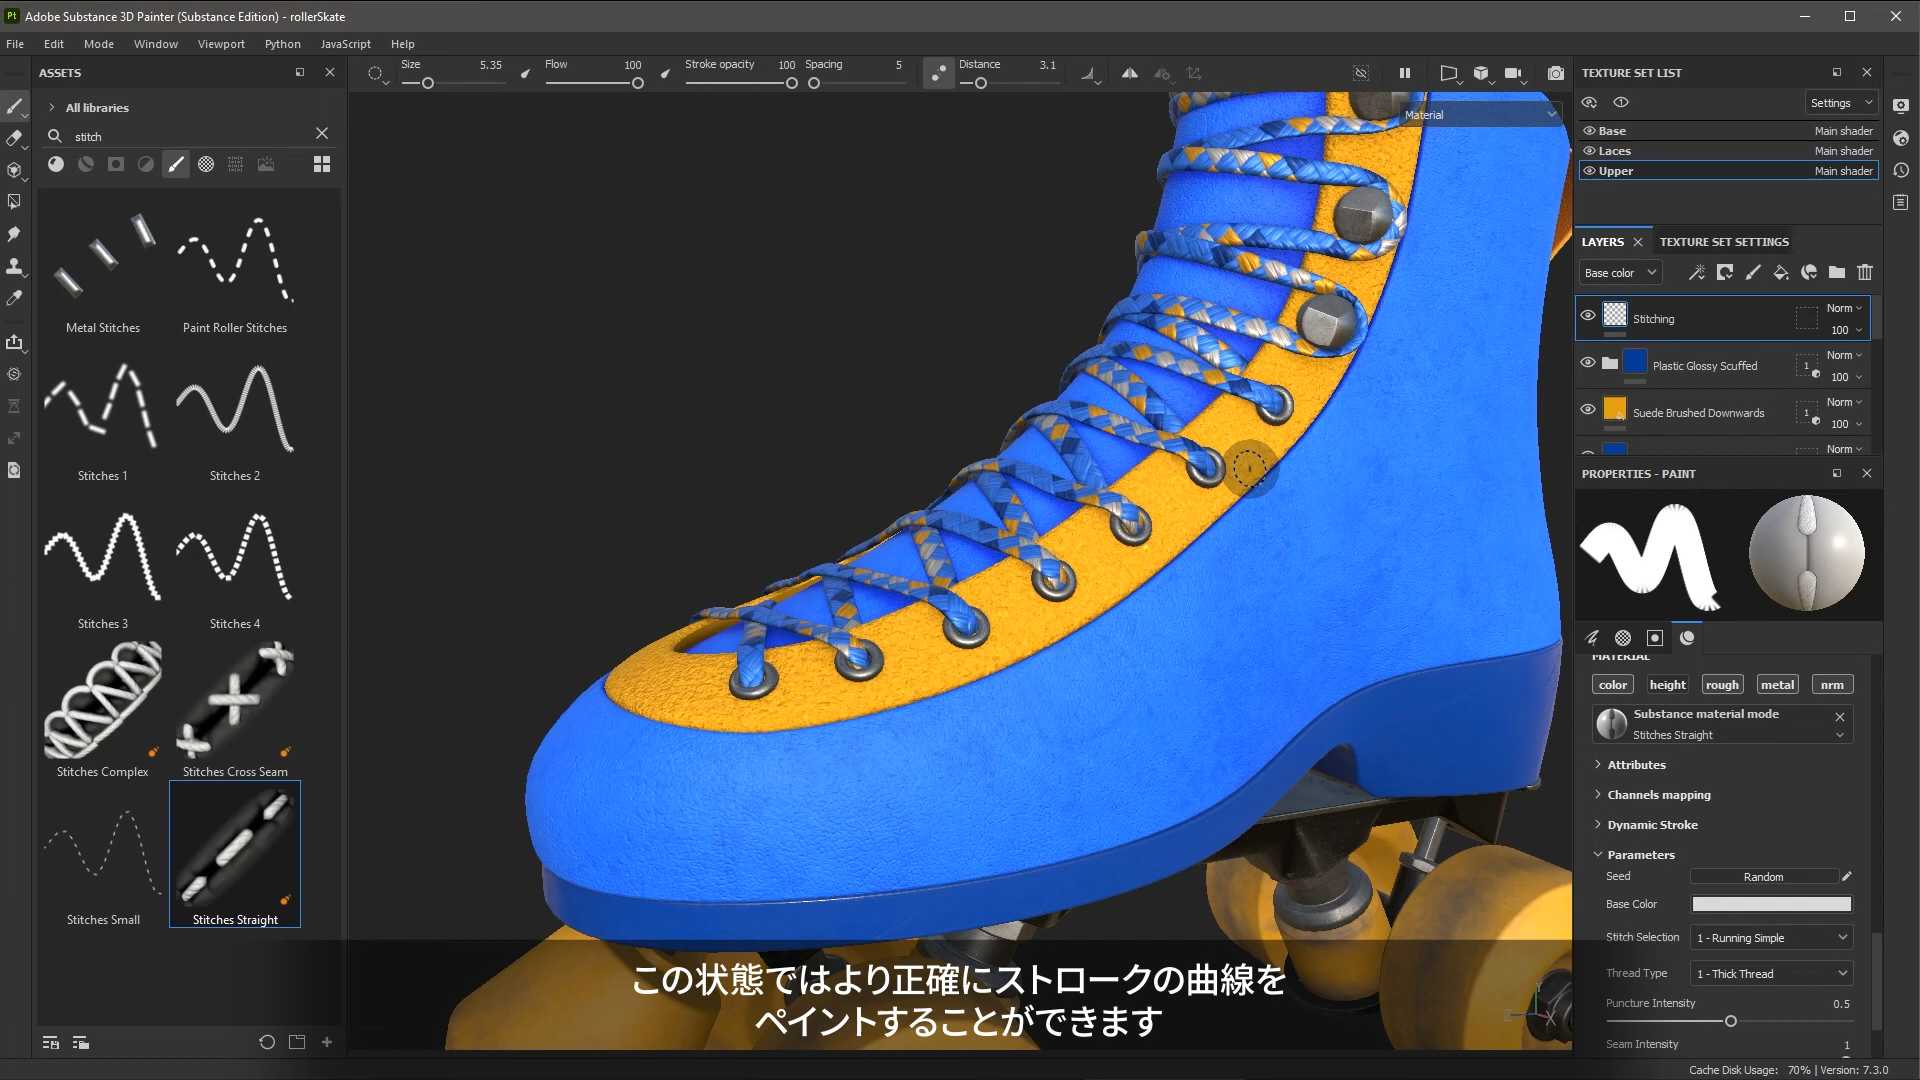 Pt Adobe Substance 3D Painter (Substance Edition) - rollerSkate
File Edit Mode Window Viewport Python JavaScript Help
ASSETS
All libraries
stitch
Metal Stitches
Paint Roller Stitches
Stitches 1
Stitches 2
Stitches 3
Stitches 4
Stitches Complex
Stitches Cross Seam
Stitches Small
Stitches Straight
Size 5.35
Flow 100
Stroke opacity 100
Spacing 5
Distance 3.1
Material
TEXTURE SET LIST
Settings
Base Main shader
Laces Main shader
Upper Main shader
LAYERS
TEXTURE SET SETTINGS
Base color
Stitching Norm 100
Plastic Glossy Scuffed 1 Norm 100
Suede Brushed Downwards 1 Norm 100
Norm
PROPERTIES - PAINT
MATERIAL
color height rough metal nrm
Substance material mode
Stitches Straight
Attributes
Channels mapping
Dynamic Stroke
Parameters
Seed Random
Base Color
Stitch Selection 1 - Running Simple
Thread Type 1 - Thick Thread
Puncture Intensity 0.5
Seam Intensity 1
Y
Z
X
この状態ではより正確にストロークの曲線を
ペイントすることができます
Cache Disk Usage: 70% | Version: 7.3.0